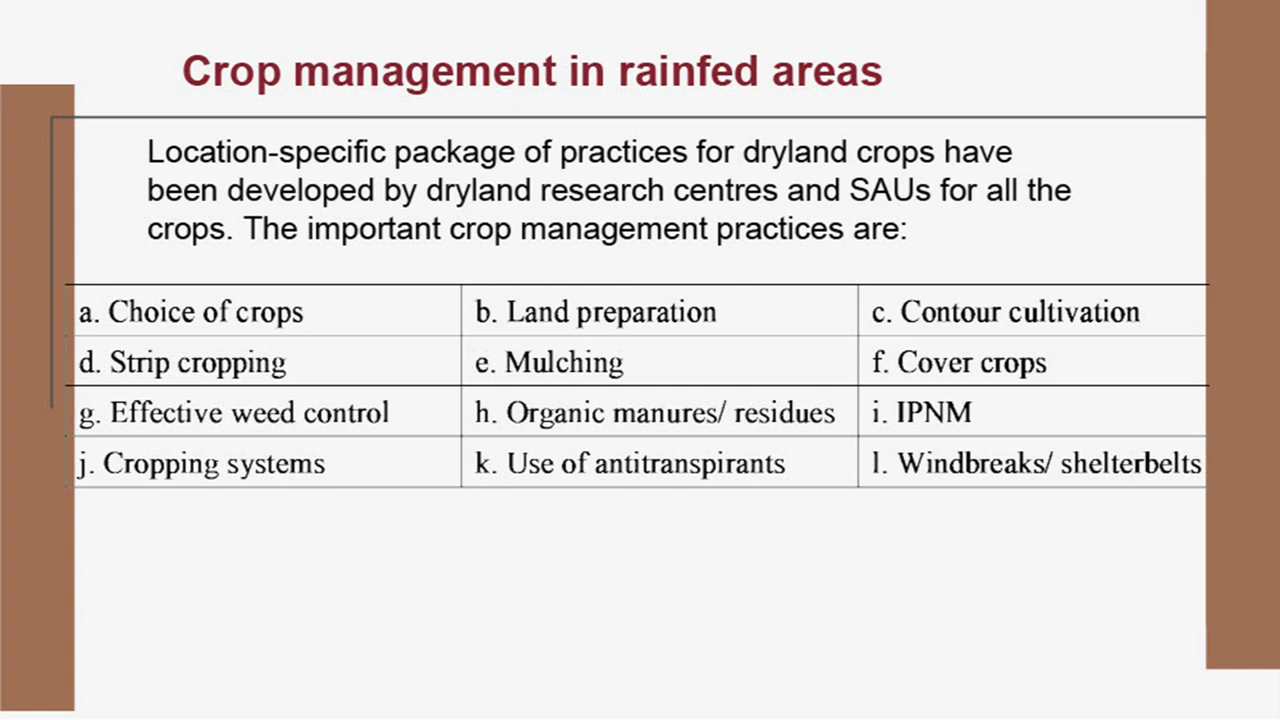 Crop management in rainfed areas
Location-specific package of practices for dryland crops have
been developed by dryland research centres and SAUs for all the
crops. The important crop management practices are:
a. Choice of crops b. Land preparation c. Contour cultivation
d. Strip cropping e. Mulching f. Cover crops
g. Effective weed control h. Organic manures/ residues i. IPNM
j. Cropping systems k. Use of antitranspirants l. Windbreaks/ shelterbelts